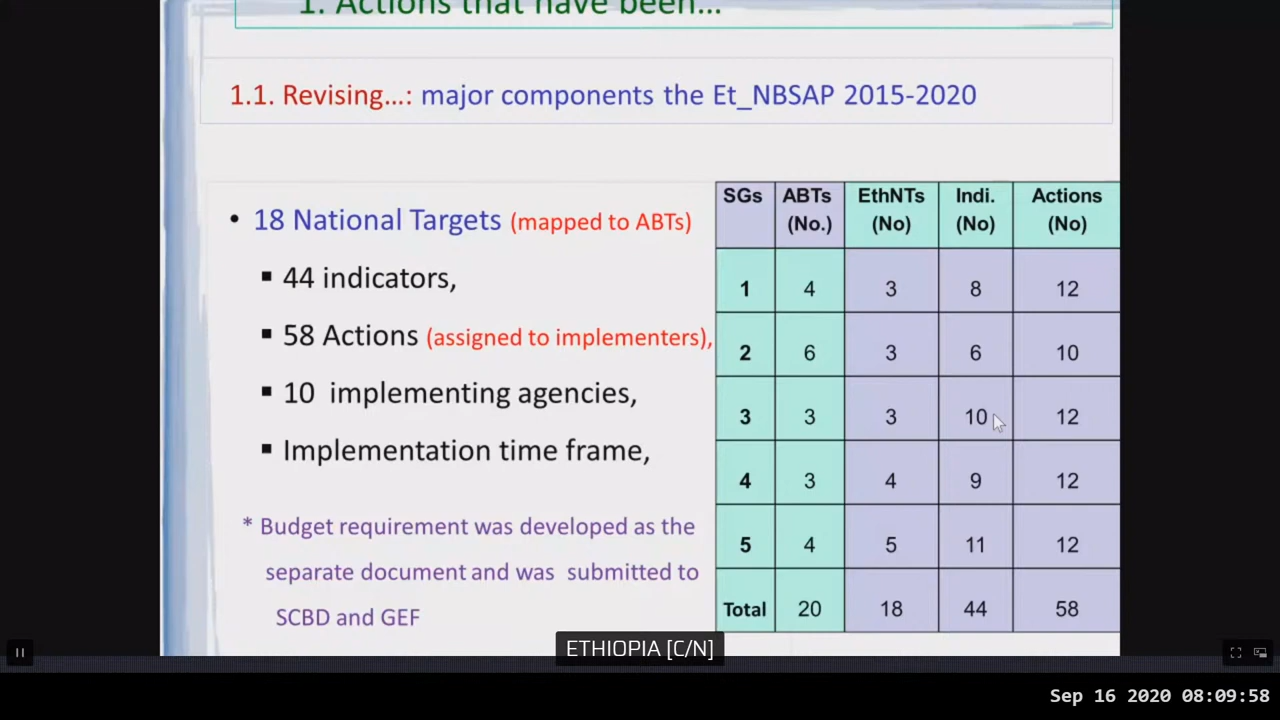 1. Actions that have been...
1.1. Revising...: major components the Et_NBSAP 2015-2020
• 18 National Targets (mapped to ABTs)
▪ 44 indicators,
▪ 58 Actions (assigned to implementers),
▪ 10 implementing agencies,
▪ Implementation time frame,
* Budget requirement was developed as the
separate document and was submitted to
SCBD and GEF
SGs ABTs (No.) EthNTs (No) Indi. (No) Actions (No)
1 4 3 8 12
2 6 3 6 10
3 3 3 10 12
4 3 4 9 12
5 4 5 11 12
Total 20 18 44 58
ETHIOPIA [C/N]
Sep 16 2020 08:09:58